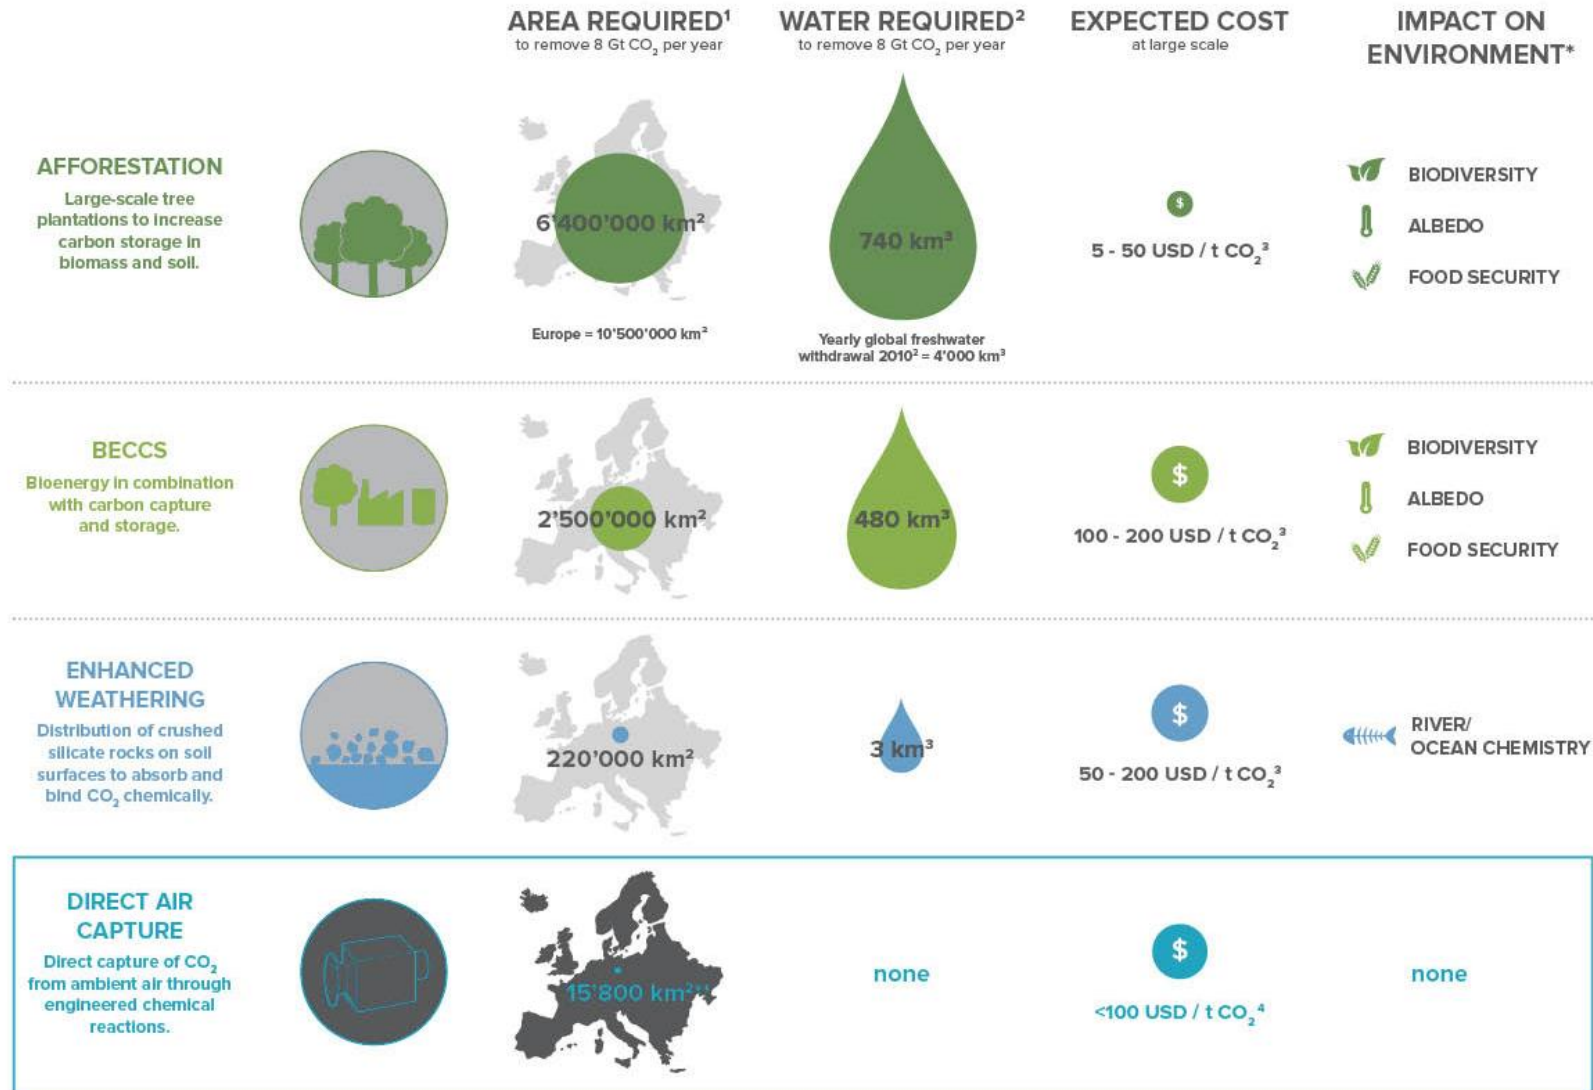 AREA REQUIRED¹
to remove 8 Gt CO₂ per year
WATER REQUIRED²
to remove 8 Gt CO₂ per year
EXPECTED COST
at large scale
IMPACT ON
ENVIRONMENT*
AFFORESTATION
Large-scale tree
plantations to increase
carbon storage in
biomass and soil.
6'400'000 km²
Europe = 10'500'000 km²
740 km³
Yearly global freshwater
withdrawal 2010² = 4'000 km³
$
5 - 50 USD / t CO₂³
BIODIVERSITY
ALBEDO
FOOD SECURITY
BECCS
Bioenergy in combination
with carbon capture
and storage.
2'500'000 km²
480 km³
$
100 - 200 USD / t CO₂³
BIODIVERSITY
ALBEDO
FOOD SECURITY
ENHANCED
WEATHERING
Distribution of crushed
silicate rocks on soil
surfaces to absorb and
bind CO₂ chemically.
220'000 km²
3 km³
$
50 - 200 USD / t CO₂³
RIVER/
OCEAN CHEMISTRY
DIRECT AIR
CAPTURE
Direct capture of CO₂
from ambient air through
engineered chemical
reactions.
15'800 km²**
none
$
<100 USD / t CO₂⁴
none